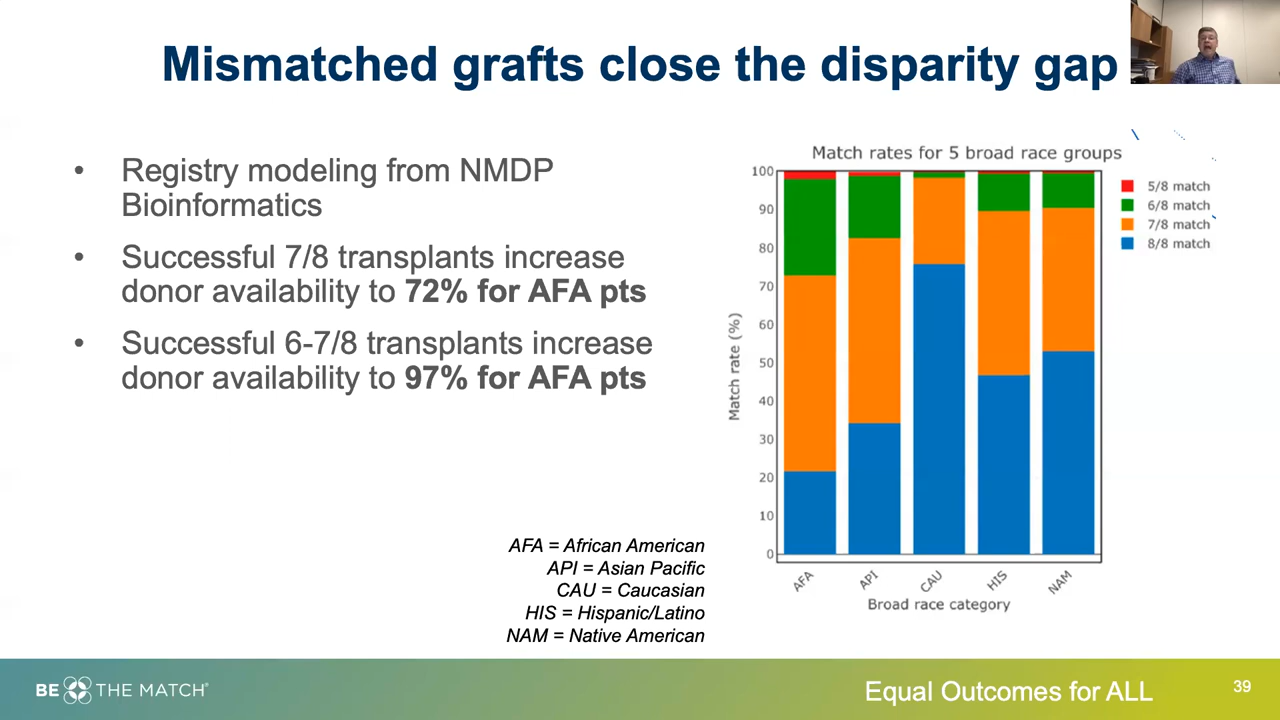 Mismatched grafts close the disparity gap
• Registry modeling from NMDP
Bioinformatics
• Successful 7/8 transplants increase
donor availability to 72% for AFA pts
• Successful 6-7/8 transplants increase
donor availability to 97% for AFA pts
AFA = African American
API = Asian Pacific
CAU = Caucasian
HIS = Hispanic/Latino
NAM = Native American
Match rates for 5 broad race groups
100
90
80
70
60
50
40
30
20
10
0
Match rate (%)
AFA
API
CAU
HIS
NAM
Broad race category
5/8 match
6/8 match
7/8 match
8/8 match
BE THE MATCH®
Equal Outcomes for ALL
39